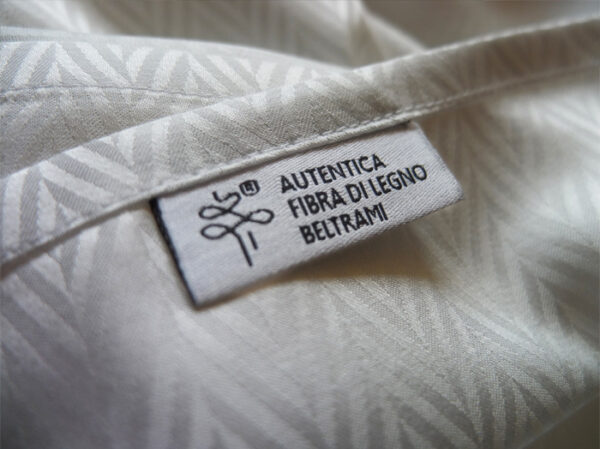 AUTENTICA
FIBRA DI LEGNO
BELTRAMI